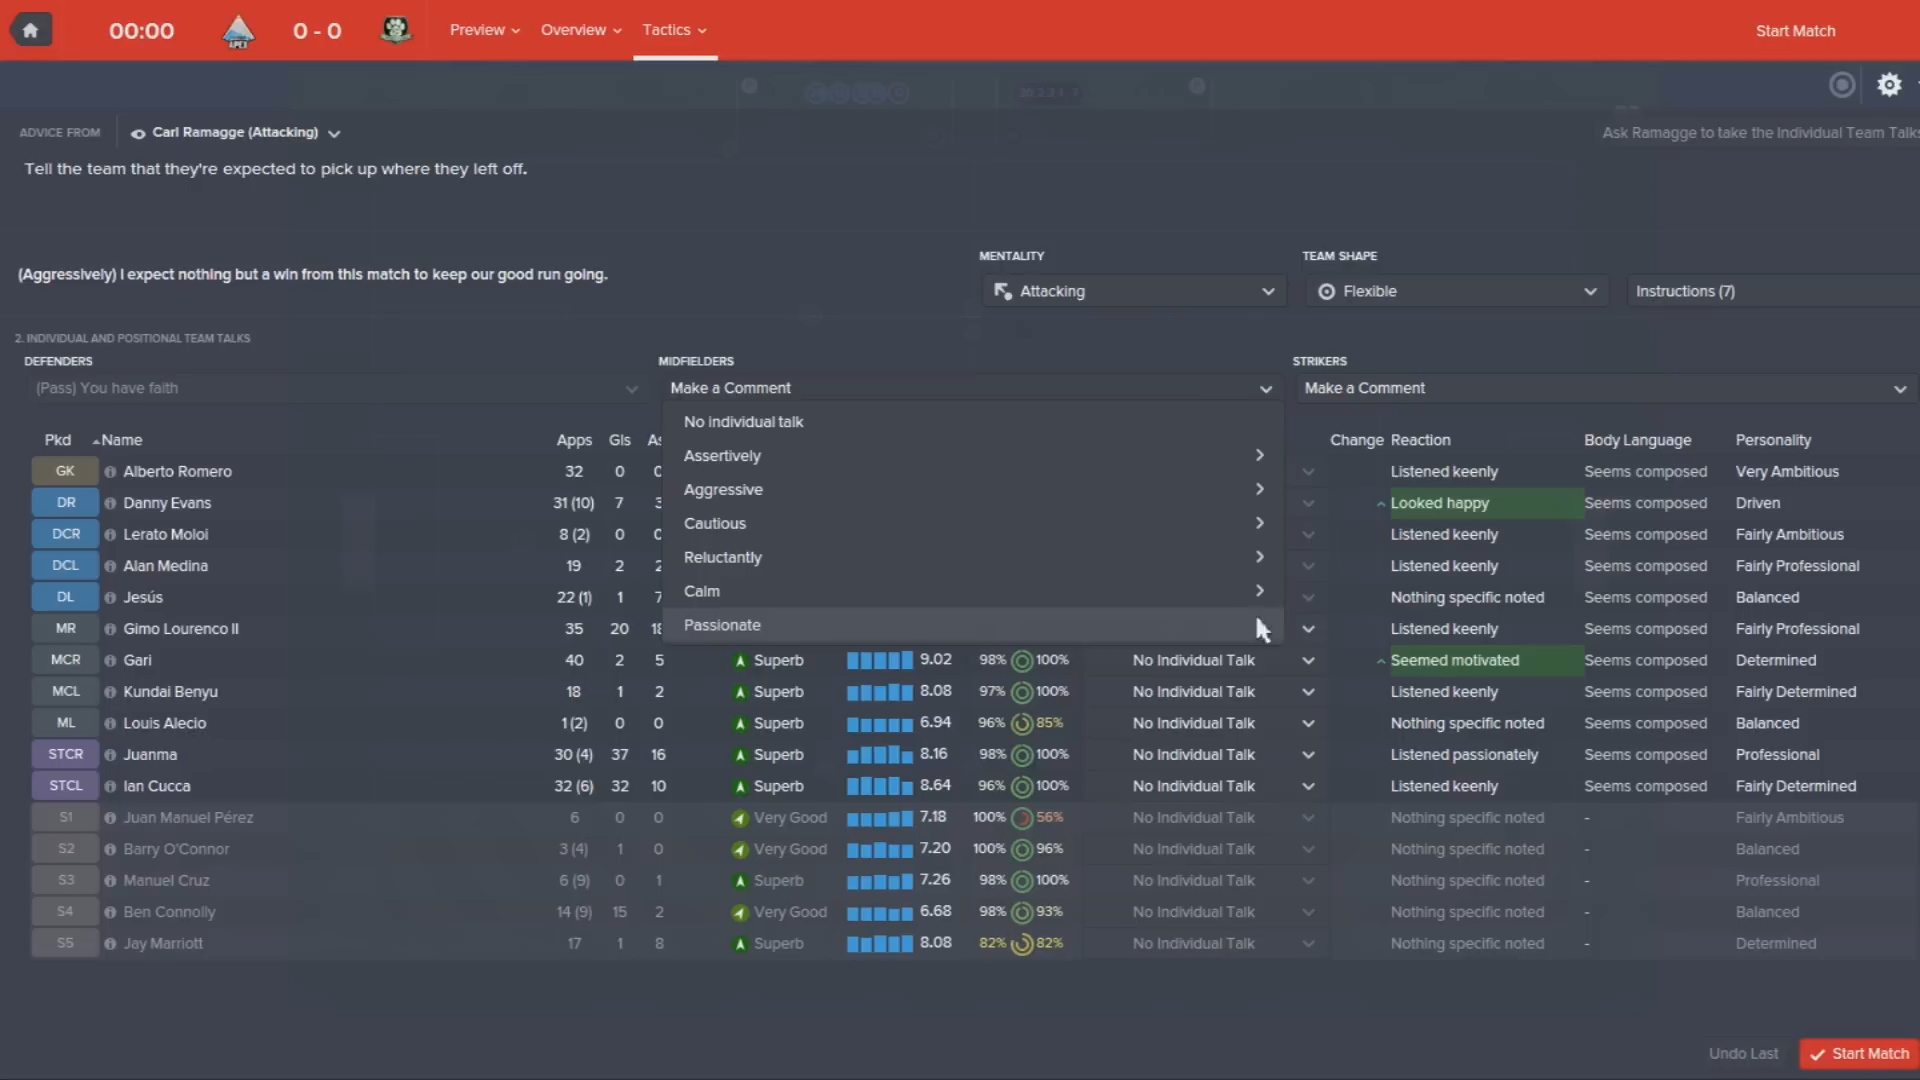 00:00 APEX 0 - 0 Preview Overview Tactics Start Match
ADVICE FROM Carl Ramagge (Attacking) Ask Ramagge to take the Individual Team Talks
Tell the team that they're expected to pick up where they left off.
MENTALITY TEAM SHAPE
(Aggressively) I expect nothing but a win from this match to keep our good run going. Attacking Flexible Instructions (7)
2. INDIVIDUAL AND POSITIONAL TEAM TALKS
DEFENDERS MIDFIELDERS STRIKERS
(Pass) You have faith Make a Comment Make a Comment
No individual talk
Assertively
Aggressive
Cautious
Reluctantly
Calm
Passionate
Pkd Name Apps Gls As Change Reaction Body Language Personality
GK Alberto Romero 32 0 0 Listened keenly Seems composed Very Ambitious
DR Danny Evans 31 (10) 7 3 Looked happy Seems composed Driven
DCR Lerato Moloi 8 (2) 0 0 Listened keenly Seems composed Fairly Ambitious
DCL Alan Medina 19 2 2 Listened keenly Seems composed Fairly Professional
DL Jesús 22 (1) 1 7 Nothing specific noted Seems composed Balanced
MR Gimo Lourenco II 35 20 18 Listened keenly Seems composed Fairly Professional
MCR Gari 40 2 5 Superb 9.02 98% 100% No Individual Talk Seemed motivated Seems composed Determined
MCL Kundai Benyu 18 1 2 Superb 8.08 97% 100% No Individual Talk Listened keenly Seems composed Fairly Determined
ML Louis Alecio 1 (2) 0 0 Superb 6.94 96% 85% No Individual Talk Nothing specific noted Seems composed Balanced
STCR Juanma 30 (4) 37 16 Superb 8.16 98% 100% No Individual Talk Listened passionately Seems composed Professional
STCL Ian Cucca 32 (6) 32 10 Superb 8.64 96% 100% No Individual Talk Listened keenly Seems composed Fairly Determined
S1 Juan Manuel Pérez 6 0 0 Very Good 7.18 100% 56% No Individual Talk Nothing specific noted - Fairly Ambitious
S2 Barry O'Connor 3 (4) 1 0 Very Good 7.20 100% 96% No Individual Talk Nothing specific noted - Balanced
S3 Manuel Cruz 6 (9) 0 1 Superb 7.26 98% 100% No Individual Talk Nothing specific noted - Professional
S4 Ben Connolly 14 (9) 15 2 Very Good 6.68 98% 93% No Individual Talk Nothing specific noted - Balanced
S5 Jay Marriott 17 1 8 Superb 8.08 82% 82% No Individual Talk Nothing specific noted - Determined
Undo Last Start Match